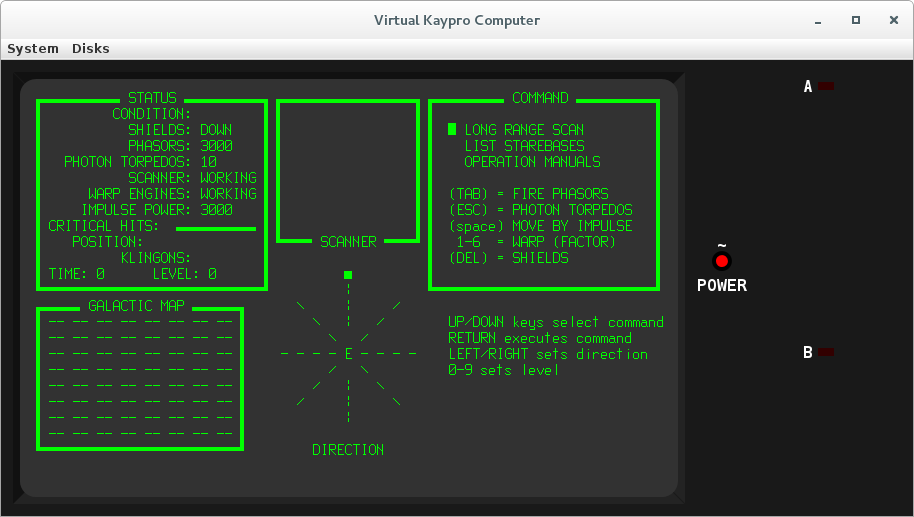 Virtual Kaypro Computer
System Disks
STATUS
CONDITION:
SHIELDS: DOWN
PHASORS: 3000
PHOTON TORPEDOS: 10
SCANNER: WORKING
WARP ENGINES: WORKING
IMPULSE POWER: 3000
CRITICAL HITS:
POSITION:
KLINGONS:
TIME: 0 LEVEL: 0
SCANNER
COMMAND
LONG RANGE SCAN
LIST STAREBASES
OPERATION MANUALS
(TAB) = FIRE PHASORS
(ESC) = PHOTON TORPEDOS
(space) MOVE BY IMPULSE
1-6 = WARP (FACTOR)
(DEL) = SHIELDS
GALACTIC MAP
-- -- -- -- -- -- -- --
-- -- -- -- -- -- -- --
-- -- -- -- -- -- -- --
-- -- -- -- -- -- -- --
-- -- -- -- -- -- -- --
-- -- -- -- -- -- -- --
-- -- -- -- -- -- -- --
-- -- -- -- -- -- -- --
E
DIRECTION
UP/DOWN keys select command
RETURN executes command
LEFT/RIGHT sets direction
0-9 sets level
A
~
POWER
B